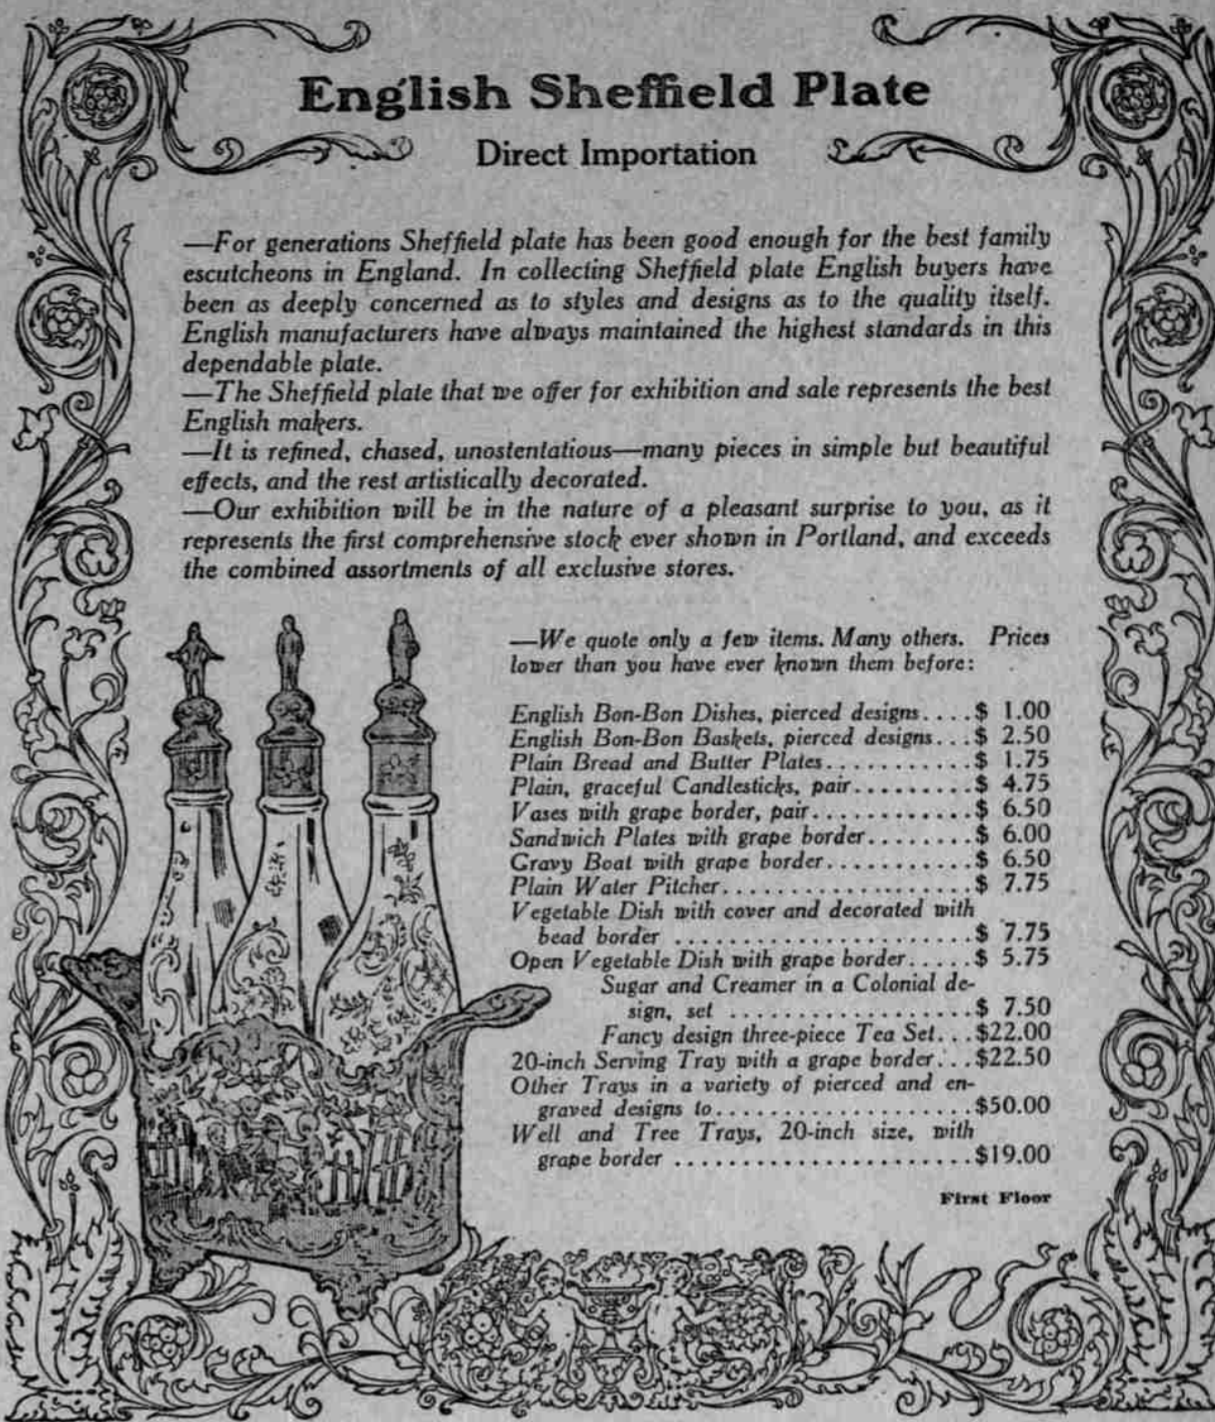 English Sheffield Plate
Direct Importation
—For generations Sheffield plate has been good enough for the best family
escutcheons in England. In collecting Sheffield plate English buyers have
been as deeply concerned as to styles and designs as to the quality itself.
English manufacturers have always maintained the highest standards in this
dependable plate.
—The Sheffield plate that we offer for exhibition and sale represents the best
English makers.
—It is refined, chased, unostentatious—many pieces in simple but beautiful
effects, and the rest artistically decorated.
—Our exhibition will be in the nature of a pleasant surprise to you, as it
represents the first comprehensive stock ever shown in Portland, and exceeds
the combined assortments of all exclusive stores.
—We quote only a few items. Many others. Prices
lower than you have ever known them before:
English Bon-Bon Dishes, pierced designs....$ 1.00
English Bon-Bon Baskets, pierced designs...$ 2.50
Plain Bread and Butter Plates............$ 1.75
Plain, graceful Candlesticks, pair.........$ 4.75
Vases with grape border, pair.............$ 6.50
Sandwich Plates with grape border........$ 6.00
Gravy Boat with grape border............$ 6.50
Plain Water Pitcher....................$ 7.75
Vegetable Dish with cover and decorated with
bead border ......................$ 7.75
Open Vegetable Dish with grape border.....$ 5.75
Sugar and Creamer in a Colonial de-
sign, set ..................$ 7.50
Fancy design three-piece Tea Set...$22.00
20-inch Serving Tray with a grape border...$22.50
Other Trays in a variety of pierced and en-
graved designs to...................$50.00
Well and Tree Trays, 20-inch size, with
grape border ......................$19.00
First Floor